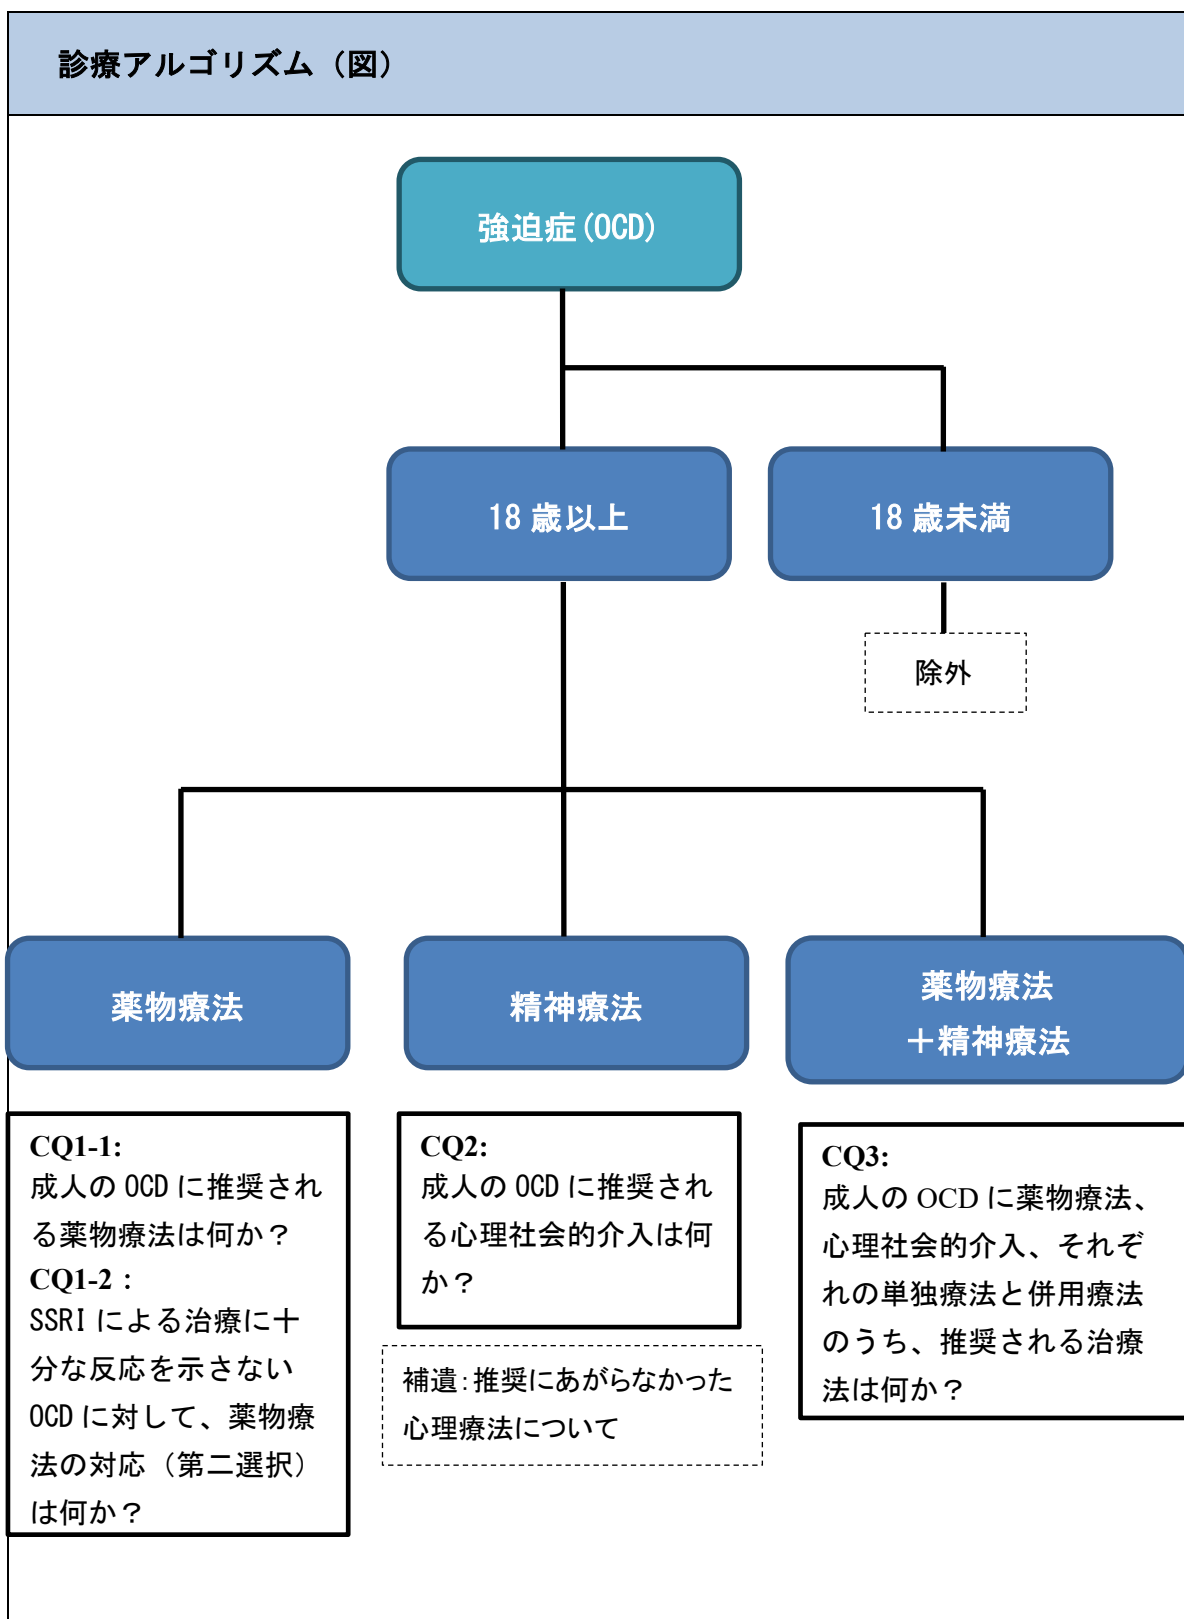 診療アルゴリズム（図）
強迫症(OCD)
18歳以上
18歳未満
除外
薬物療法
精神療法
薬物療法
＋精神療法
CQ1-1:
成人の OCD に推奨され
る薬物療法は何か？
CQ1-2：
SSRI による治療に十
分な反応を示さない
OCD に対して、薬物療
法の対応（第二選択）
は何か？
CQ2:
成人の OCD に推奨され
る心理社会的介入は何
か？
補遺：推奨にあがらなかった
心理療法について
CQ3:
成人の OCD に薬物療法、
心理社会的介入、それぞ
れの単独療法と併用療法
のうち、推奨される治療
法は何か？